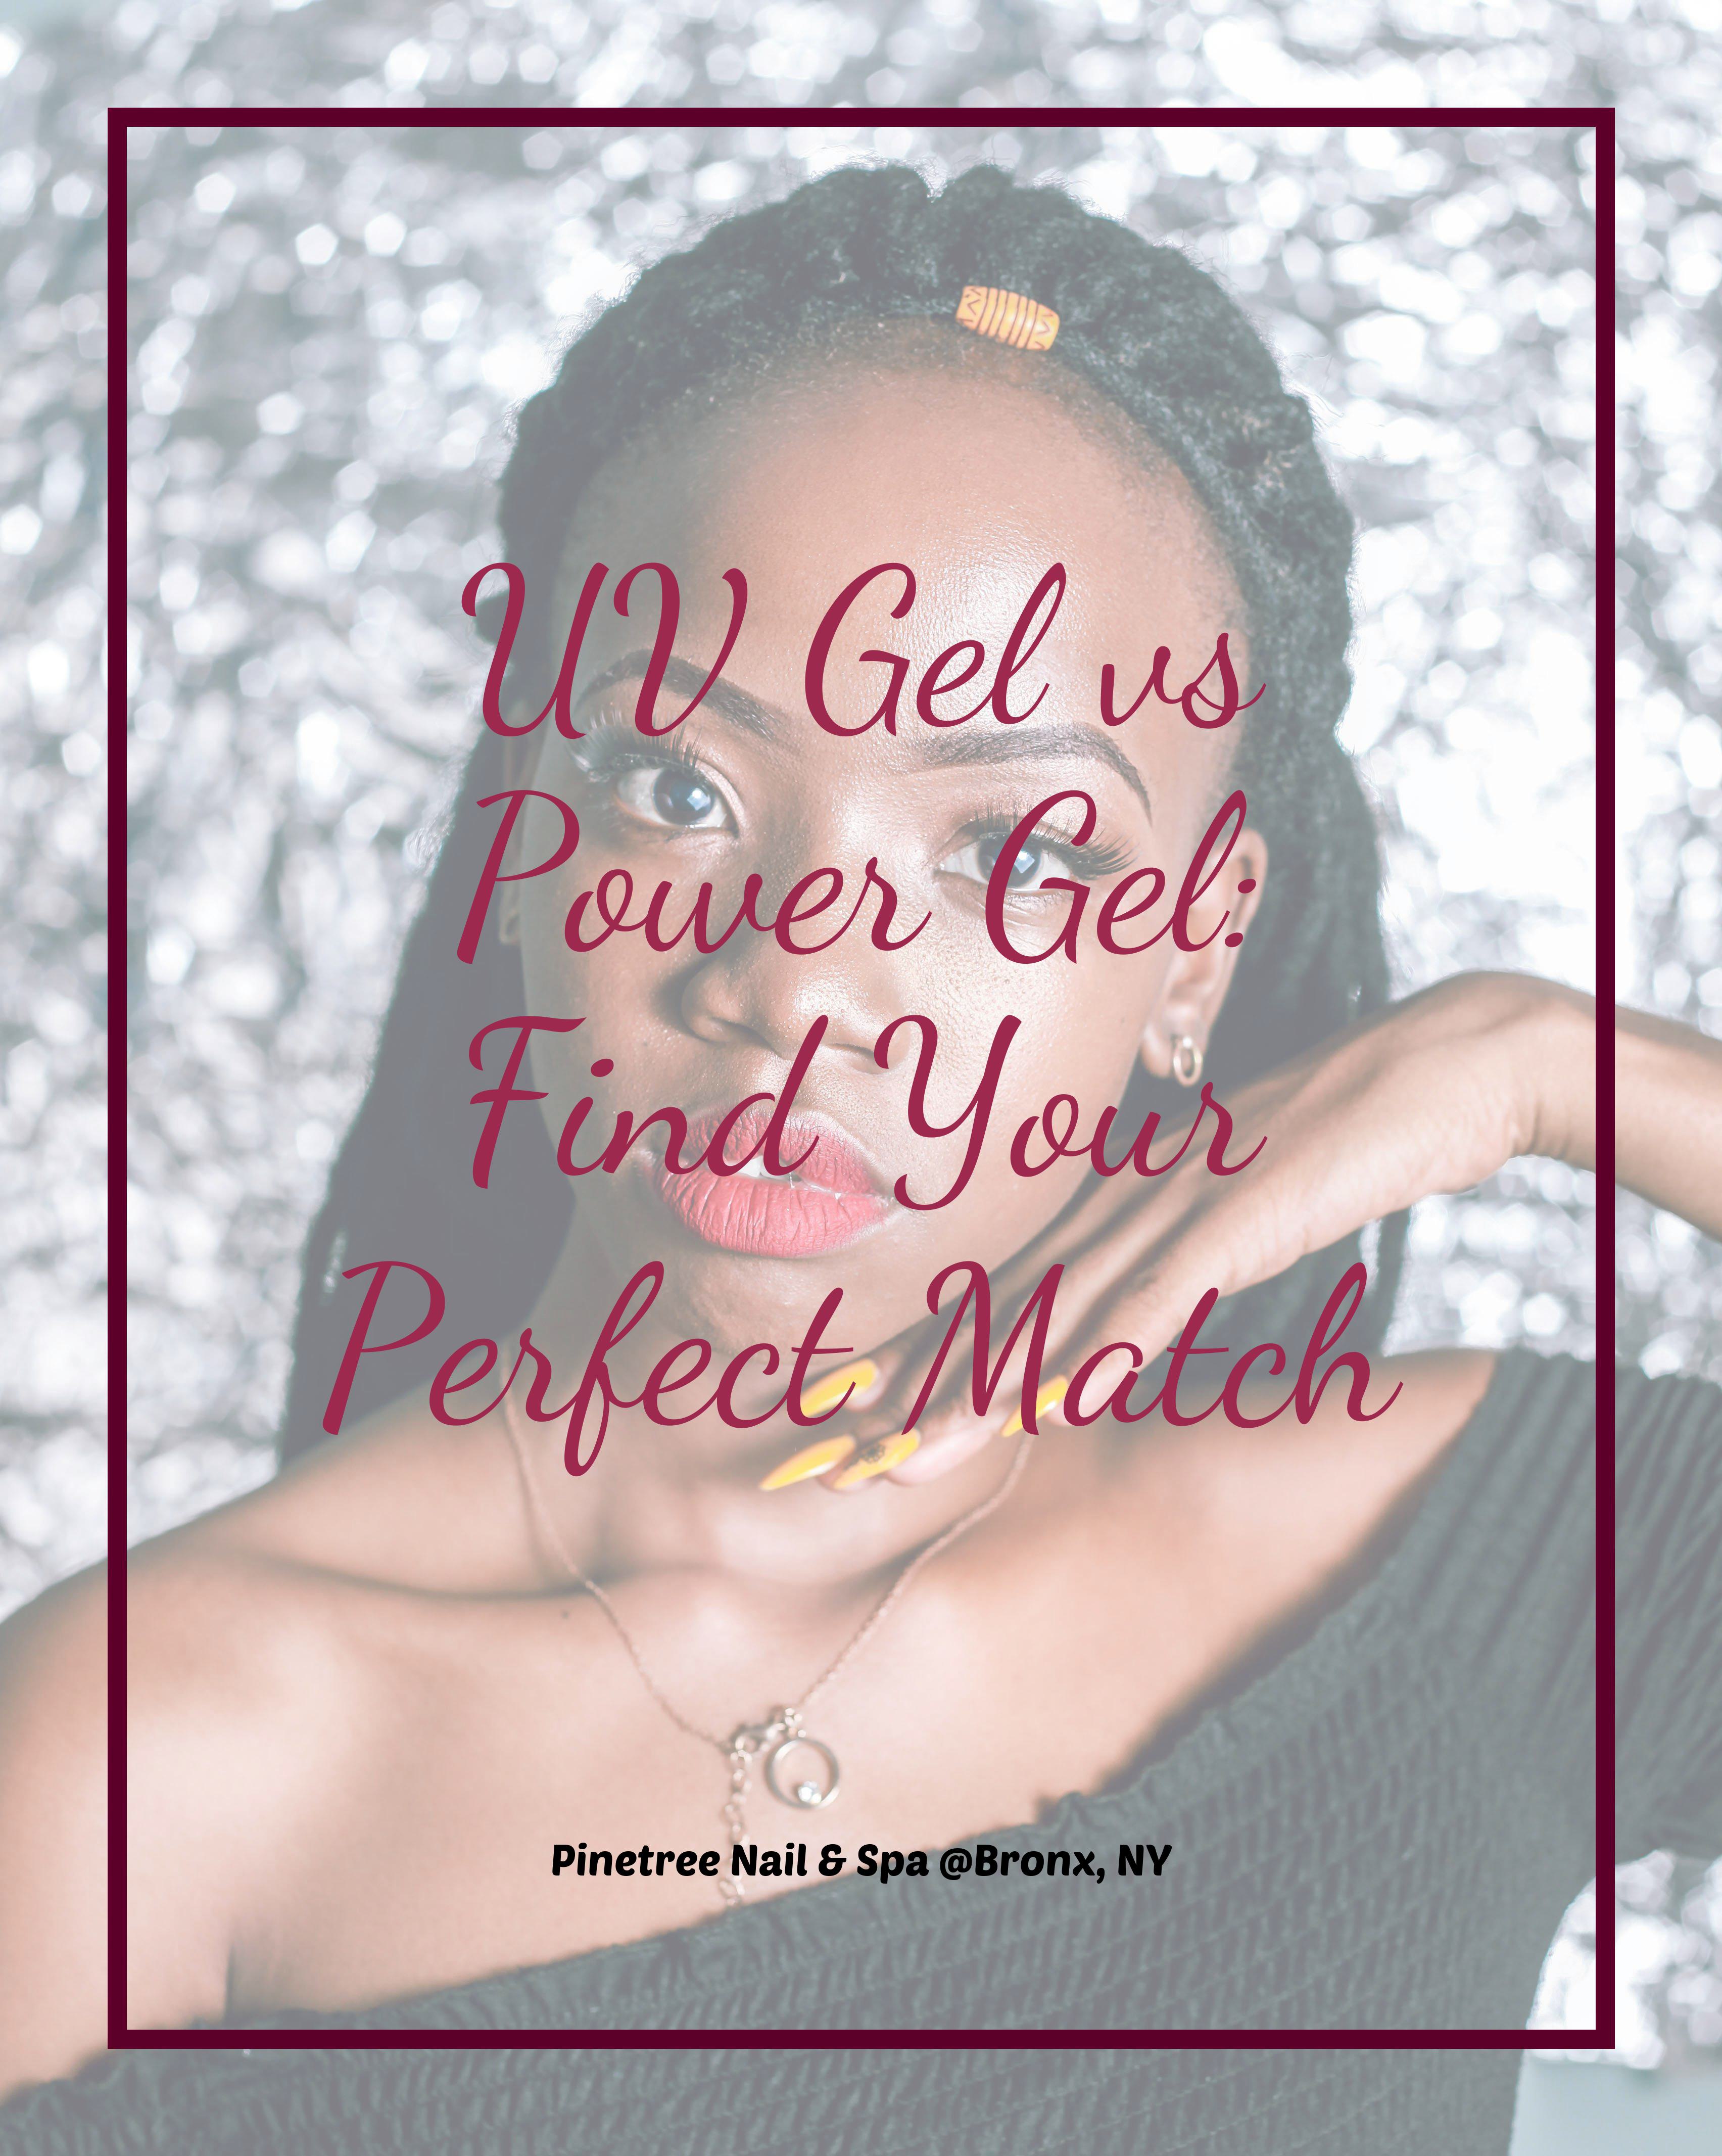 UV Gel vs
Power Gel:
Find Your
Perfect Match
Pinetree Nail & Spa @Bronx, NY